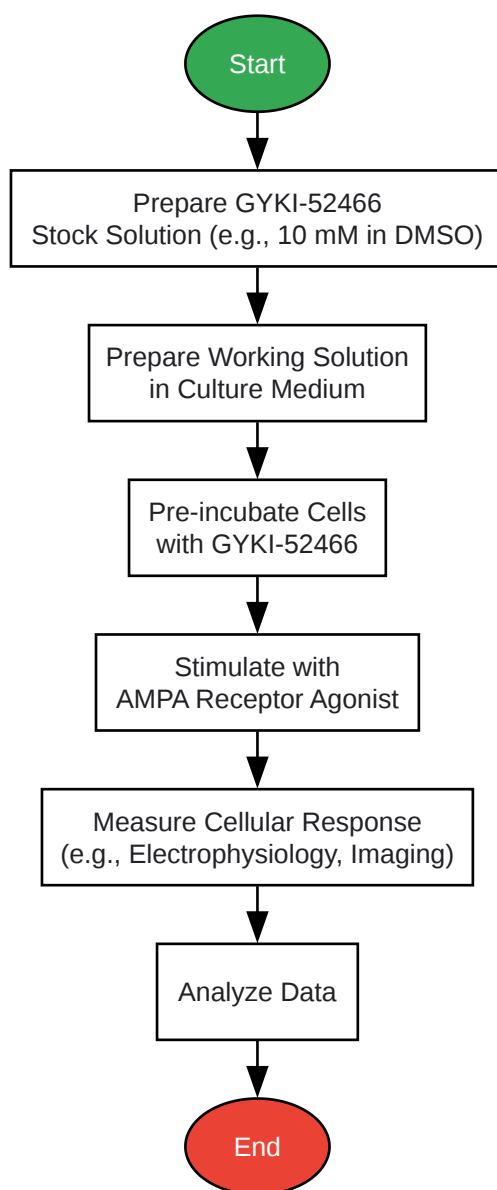 Start
Prepare GYKI-52466
Stock Solution (e.g., 10 mM in DMSO)
Prepare Working Solution
in Culture Medium
Pre-incubate Cells
with GYKI-52466
Stimulate with
AMPA Receptor Agonist
Measure Cellular Response
(e.g., Electrophysiology, Imaging)
Analyze Data
End